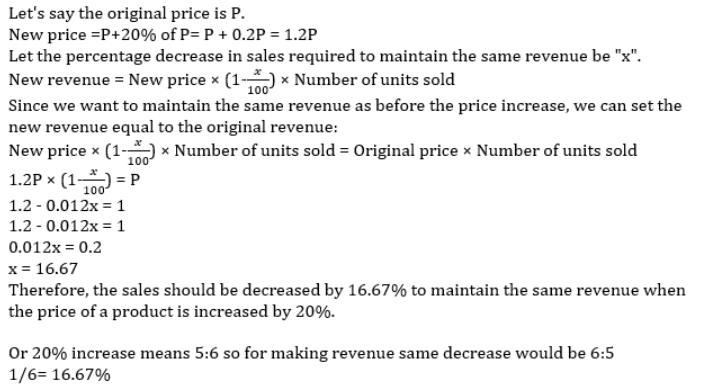 Let's say the original price is P.
New price =P+20% of P= P + 0.2P = 1.2P
Let the percentage decrease in sales required to maintain the same revenue be "x".
New revenue = New price × (1-x/100) × Number of units sold
Since we want to maintain the same revenue as before the price increase, we can set the
new revenue equal to the original revenue:
New price × (1-x/100) × Number of units sold = Original price × Number of units sold
1.2P × (1-x/100) = P
1.2 - 0.012x = 1
1.2 - 0.012x = 1
0.012x = 0.2
x = 16.67
Therefore, the sales should be decreased by 16.67% to maintain the same revenue when
the price of a product is increased by 20%.
Or 20% increase means 5:6 so for making revenue same decrease would be 6:5
1/6= 16.67%